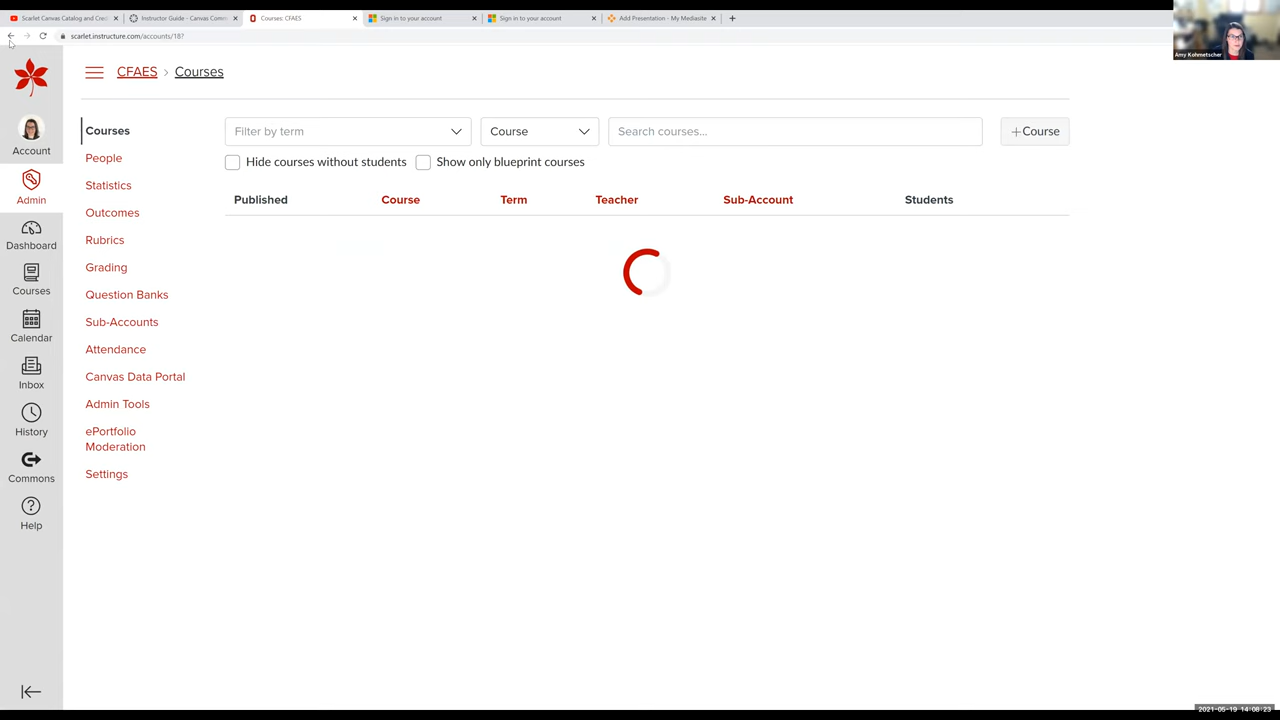 Scarlet Canvas Catalog and Cred
Instructor Guide - Canvas Comm
Courses: CFAES
Sign in to your account
Sign in to your account
Add Presentation - My Mediasite
scarlet.instructure.com/accounts/18?
Amy Kohmetscher
CFAES > Courses
Account
Admin
Dashboard
Courses
Calendar
Inbox
History
Commons
Help
Courses
People
Statistics
Outcomes
Rubrics
Grading
Question Banks
Sub-Accounts
Attendance
Canvas Data Portal
Admin Tools
ePortfolio
Moderation
Settings
Filter by term
Course
Search courses...
+Course
Hide courses without students
Show only blueprint courses
Published Course Term Teacher Sub-Account Students
2021-05-19 14:08:23